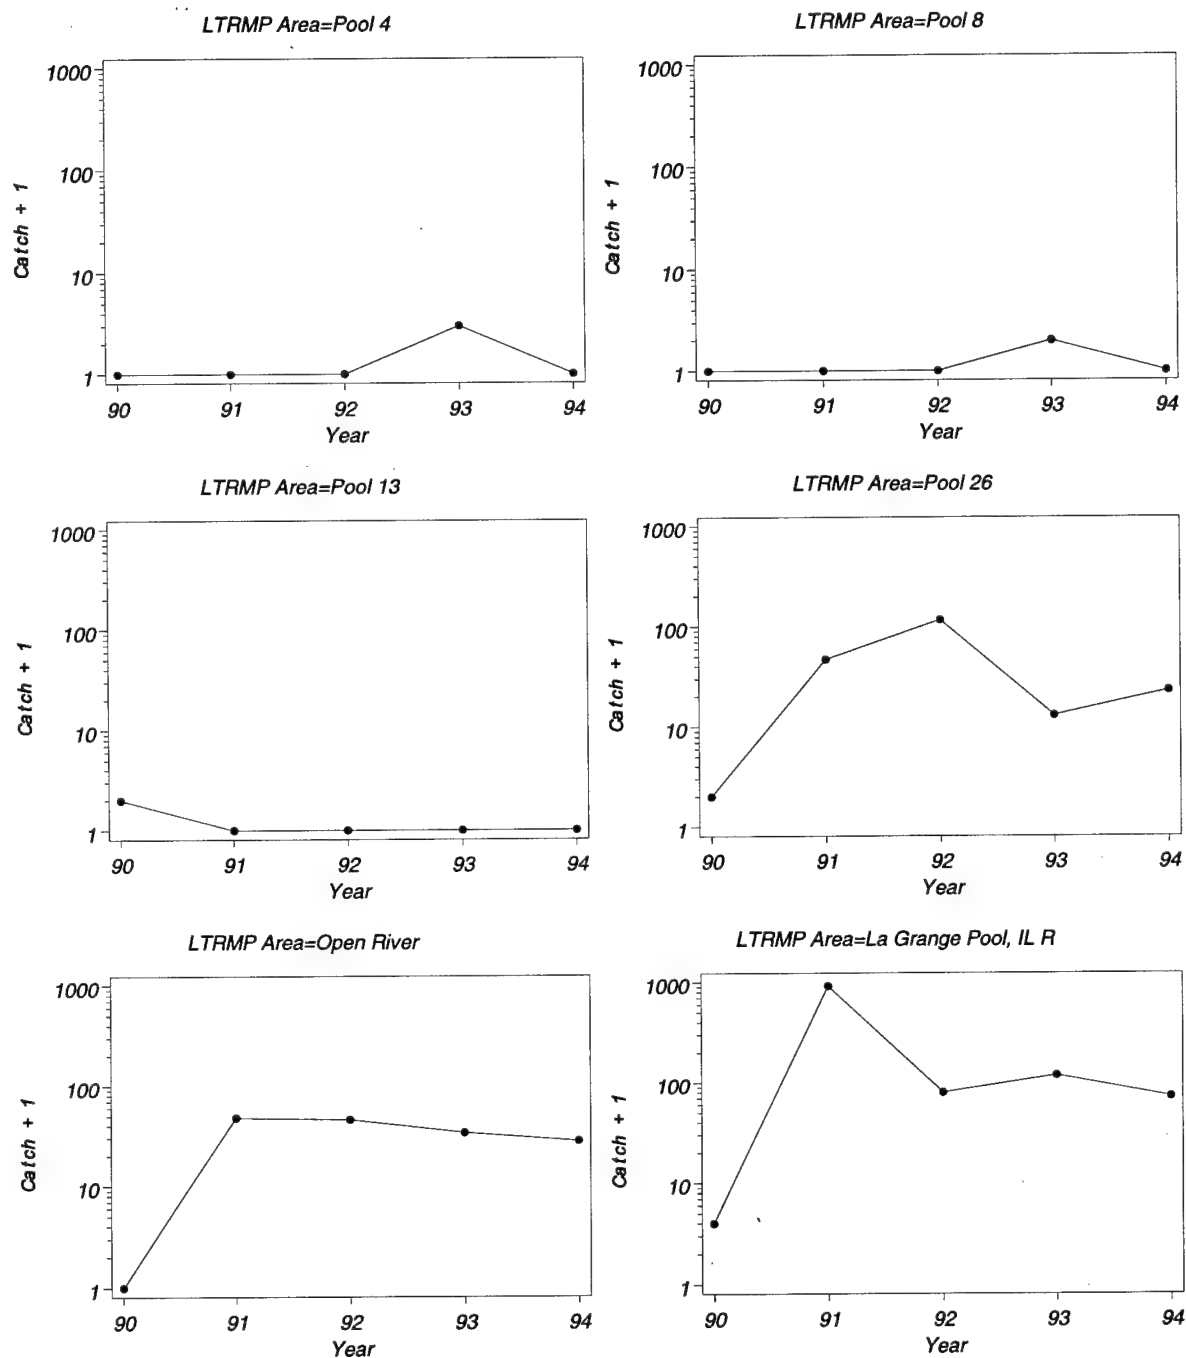 LTRMP Area=Pool 4
1000
100
10
1
Catch + 1
90 91 92 93 94
Year
LTRMP Area=Pool 8
1000
100
10
1
Catch + 1
90 91 92 93 94
Year
LTRMP Area=Pool 13
1000
100
10
1
Catch + 1
90 91 92 93 94
Year
LTRMP Area=Pool 26
1000
100
10
1
Catch + 1
90 91 92 93 94
Year
LTRMP Area=Open River
1000
100
10
1
Catch + 1
90 91 92 93 94
Year
LTRMP Area=La Grange Pool, IL R
1000
100
10
1
Catch + 1
90 91 92 93 94
Year